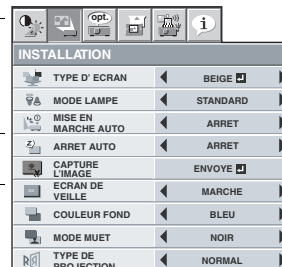 opt.
i
INSTALLATION
TYPE D' ECRAN BEIGE
MODE LAMPE STANDARD
MISE EN
MARCHE AUTO ARRET
ARRET AUTO ARRET
CAPTURE
L'IMAGE ENVOYE
ECRAN DE
VEILLE MARCHE
COULEUR FOND BLEU
MODE MUET NOIR
TYPE DE
PROJECTION NORMAL